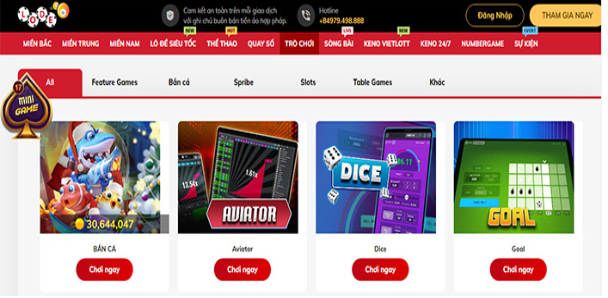 LODE
Cam kết an toàn trên mỗi giao dịch
với ghi chú buôn bán tiền ảo hợp pháp.
Hotline
+84979.498.888
Đăng Nhập
THAM GIA NGAY
NEW HOT LIVE NEW EVENT
MIỀN BẮC MIỀN TRUNG MIỀN NAM LÔ ĐỀ SIÊU TỐC THỂ THAO QUAY SỐ TRÒ CHƠI SÒNG BÀI KENO VIETLOTT KENO 24/7 NUMBERGAME SỰ KIỆN
All Feature Games Bắn cá Spribe Slots Table Games Khác
17
MINI
GAME
30,644,047
1.61x
AVIATOR
DICE
GOAL
BẮN CÁ Aviator Dice Goal
Chơi ngay Chơi ngay Chơi ngay Chơi ngay